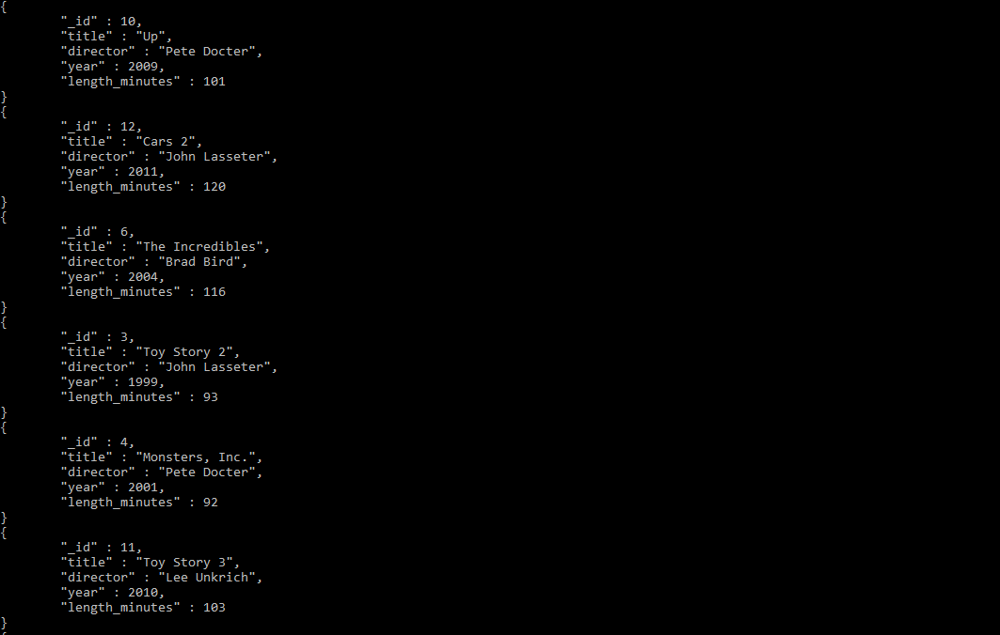 {
        "_id" : 10,
        "title" : "Up",
        "director" : "Pete Docter",
        "year" : 2009,
        "length_minutes" : 101
}
{
        "_id" : 12,
        "title" : "Cars 2",
        "director" : "John Lasseter",
        "year" : 2011,
        "length_minutes" : 120
}
{
        "_id" : 6,
        "title" : "The Incredibles",
        "director" : "Brad Bird",
        "year" : 2004,
        "length_minutes" : 116
}
{
        "_id" : 3,
        "title" : "Toy Story 2",
        "director" : "John Lasseter",
        "year" : 1999,
        "length_minutes" : 93
}
{
        "_id" : 4,
        "title" : "Monsters, Inc.",
        "director" : "Pete Docter",
        "year" : 2001,
        "length_minutes" : 92
}
{
        "_id" : 11,
        "title" : "Toy Story 3",
        "director" : "Lee Unkrich",
        "year" : 2010,
        "length_minutes" : 103
}